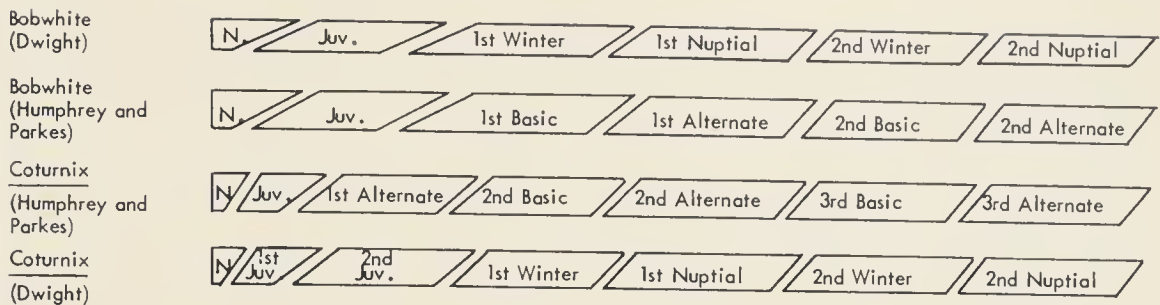 Bobwhite
(Dwight)
N. Juv. 1st Winter 1st Nuptial 2nd Winter 2nd Nuptial
Bobwhite
(Humphrey and
Parkes)
N. Juv. 1st Basic 1st Alternate 2nd Basic 2nd Alternate
Coturnix
(Humphrey and
Parkes)
N Juv. 1st Alternate 2nd Basic 2nd Alternate 3rd Basic 3rd Alternate
Coturnix
(Dwight)
N 1st Juv. 2nd Juv. 1st Winter 1st Nuptial 2nd Winter 2nd Nuptial